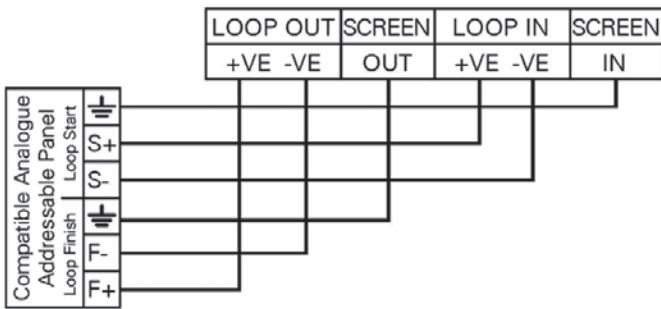 LOOP OUT SCREEN LOOP IN SCREEN
+VE -VE OUT +VE -VE IN
Compatible Analogue
Addressable Panel
Loop Start
Loop Finish
S+
S-
F-
F+